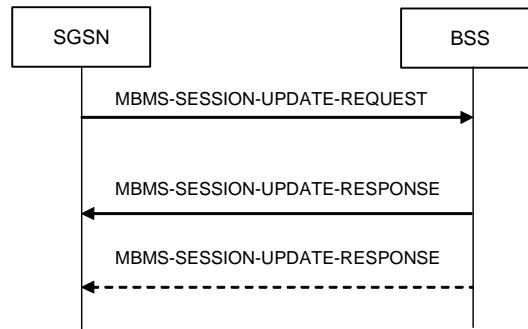 SGSN
BSS
MBMS-SESSION-UPDATE-REQUEST
MBMS-SESSION-UPDATE-RESPONSE
MBMS-SESSION-UPDATE-RESPONSE